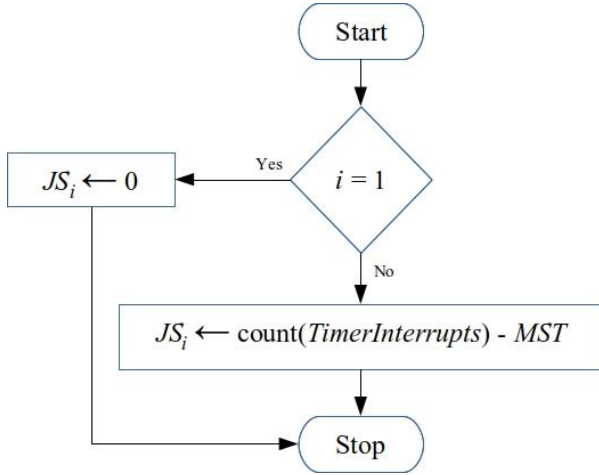 Start
i = 1
Yes
JSᵢ ← 0
No
JSᵢ ← count(TimerInterrupts) - MST
Stop